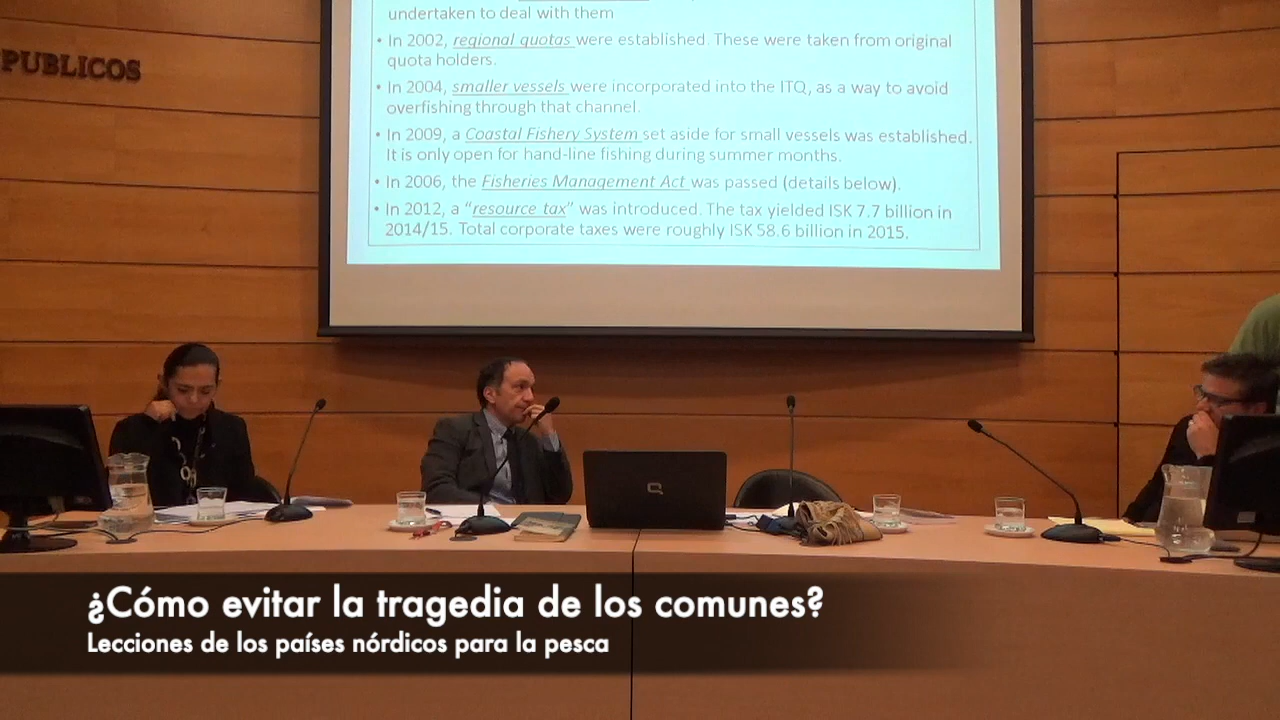 undertaken to deal with them
PUBLICOS
• In 2002, regional quotas were established. These were taken from original
quota holders.
• In 2004, smaller vessels were incorporated into the ITQ, as a way to avoid
overfishing through that channel.
• In 2009, a Coastal Fishery System set aside for small vessels was established.
It is only open for hand-line fishing during summer months.
• In 2006, the Fisheries Management Act was passed (details below).
• In 2012, a “resource tax” was introduced. The tax yielded ISK 7.7 billion in
2014/15. Total corporate taxes were roughly ISK 58.6 billion in 2015.
¿Cómo evitar la tragedia de los comunes?
Lecciones de los países nórdicos para la pesca